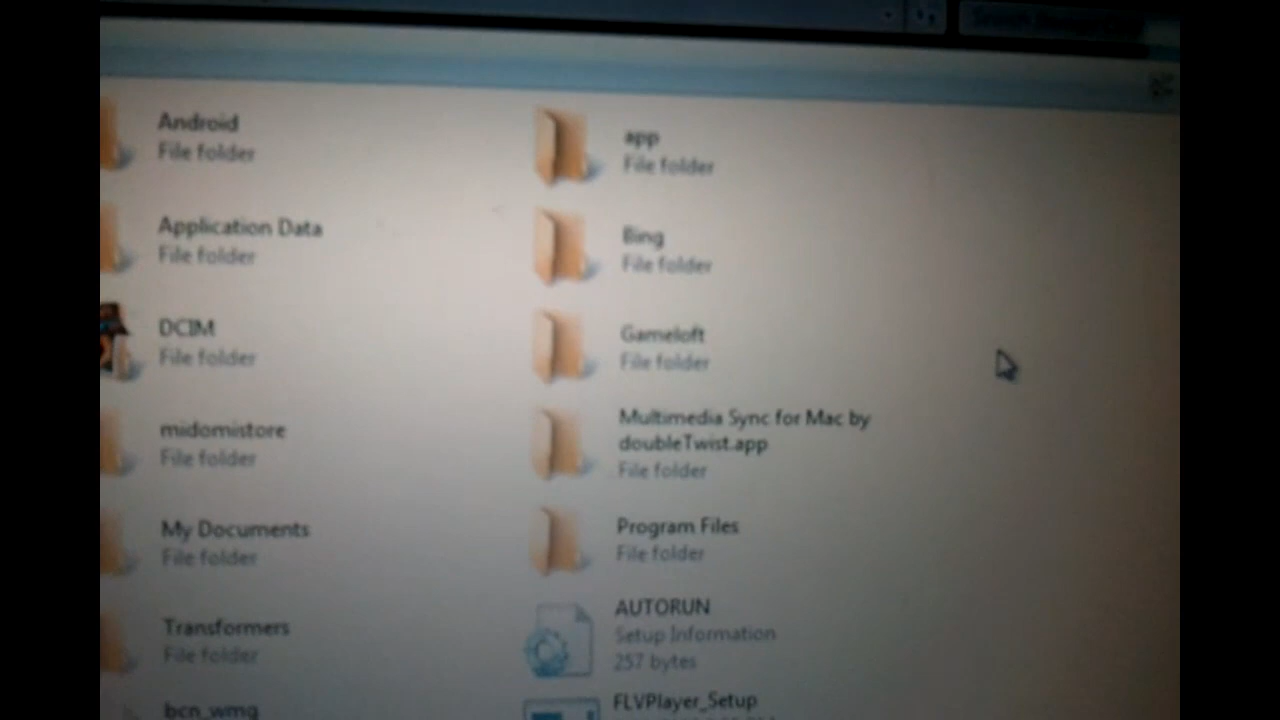 Android
File folder
app
File folder
Application Data
File folder
Bing
File folder
DCIM
File folder
Gameloft
File folder
midomistore
File folder
Multimedia Sync for Mac by
doubleTwist.app
File folder
My Documents
File folder
Program Files
File folder
Transformers
File folder
AUTORUN
Setup Information
257 bytes
bcn_wmg
FLVPlayer_Setup